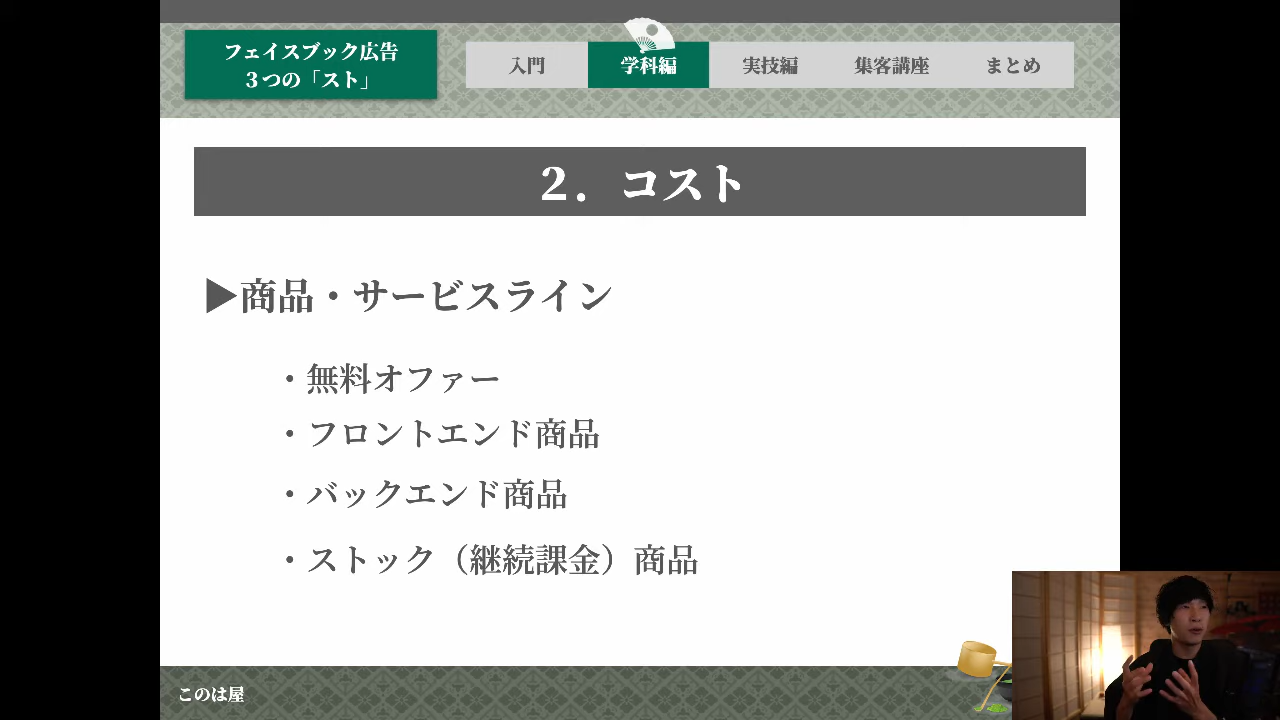 フェイスブック広告
３つの「スト」
入門
学科編
実技編
集客講座
まとめ
２．コスト
▶商品・サービスライン
・無料オファー
・フロントエンド商品
・バックエンド商品
・ストック（継続課金）商品
このは屋